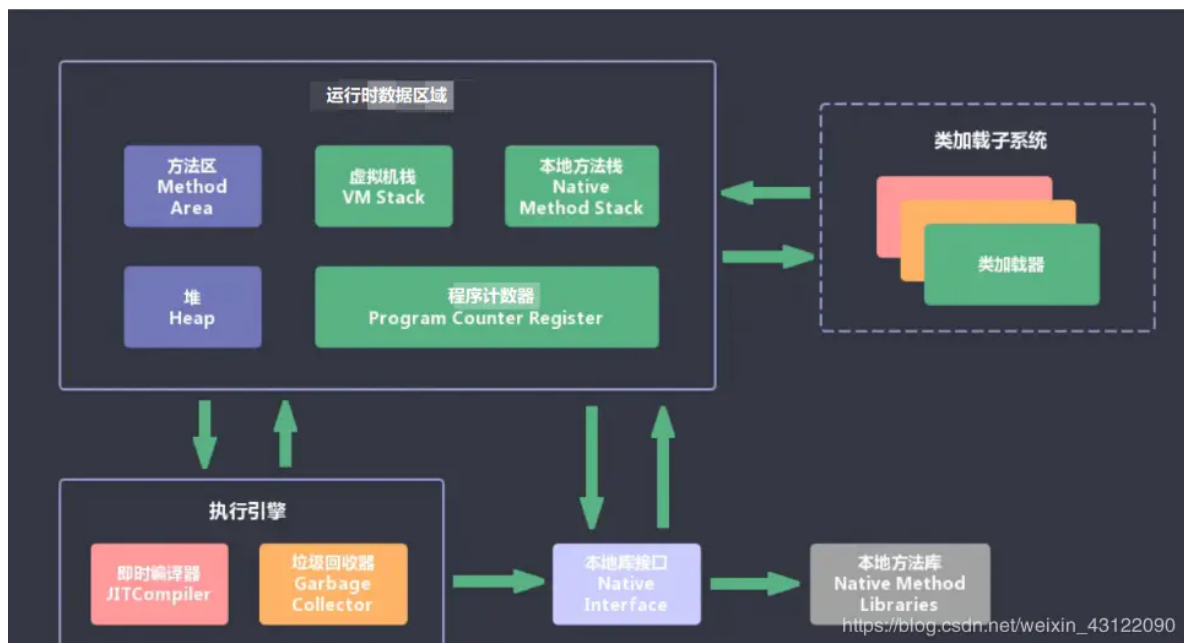 运行时数据区域
方法区
Method
Area
虚拟机栈
VM Stack
本地方法栈
Native
Method Stack
堆
Heap
程序计数器
Program Counter Register
类加载子系统
类加载器
执行引擎
即时编译器
JITCompiler
垃圾回收器
Garbage
Collector
本地库接口
Native
Interface
本地方法库
Native Method
Libraries
https://blog.csdn.net/weixin_43122090